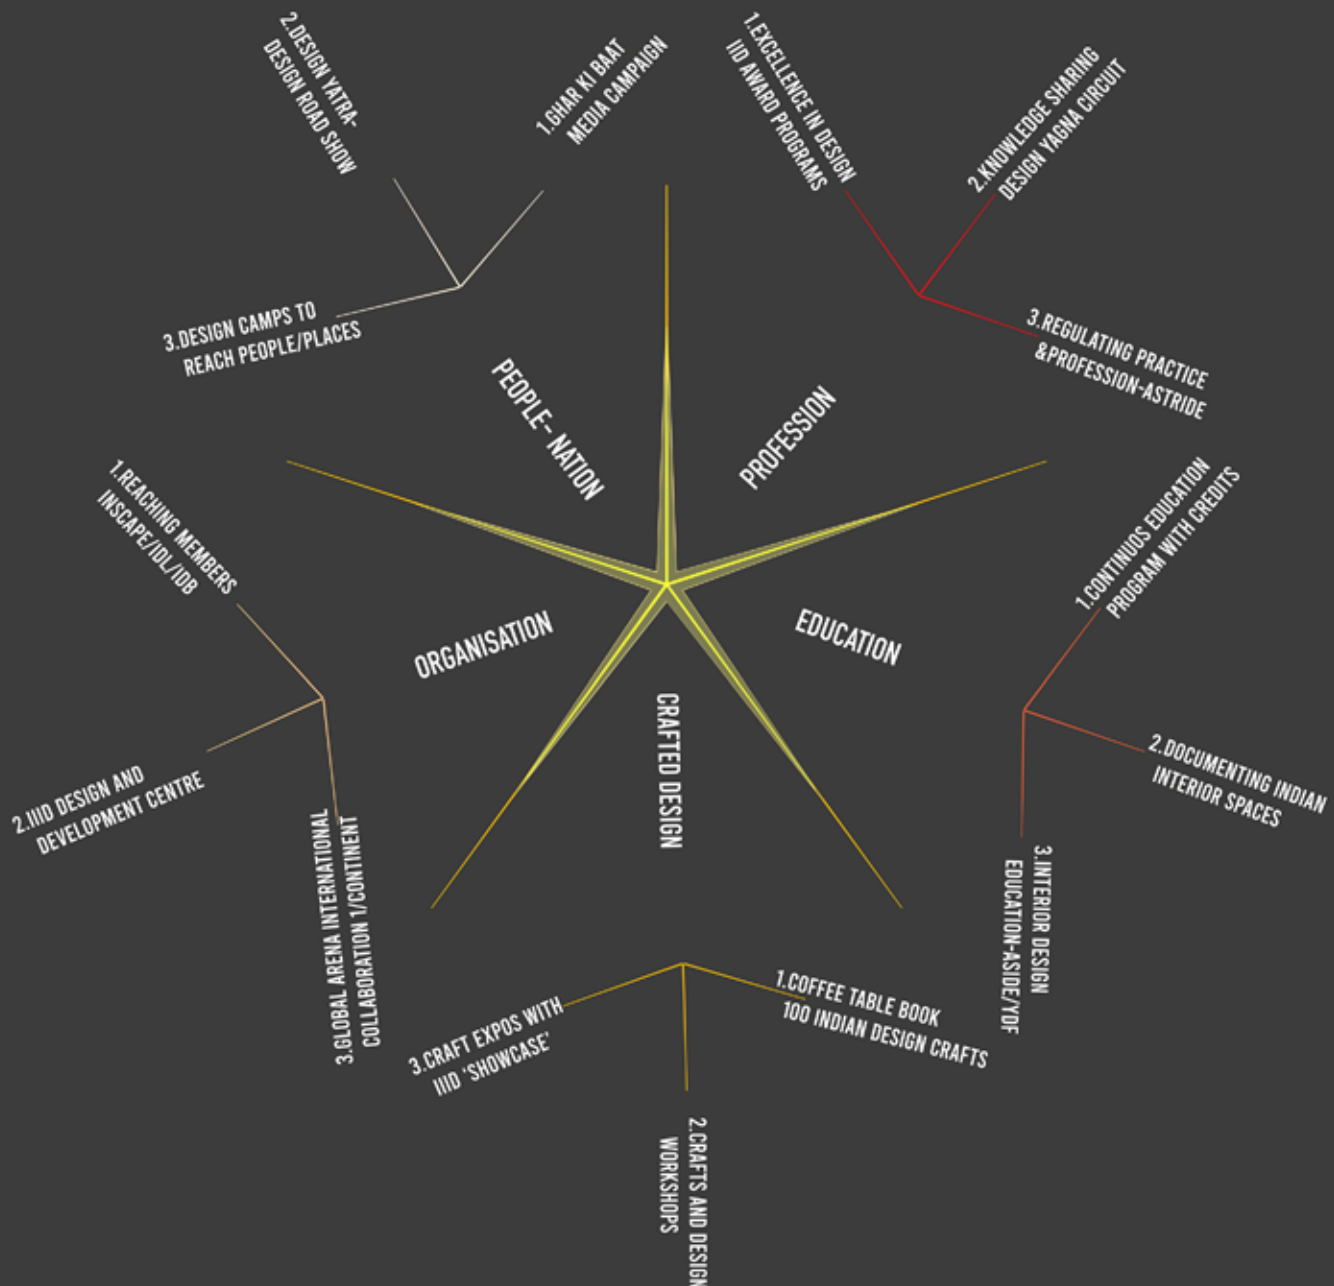 2.DESIGN YATRA-
DESIGN ROAD SHOW
1.GHAR KI BAAT
MEDIA CAMPAIGN
3.DESIGN CAMPS TO
REACH PEOPLE/PLACES
PEOPLE- NATION
1.EXCELLENCE IN DESIGN
IID AWARD PROGRAMS
2.KNOWLEDGE SHARING
DESIGN YAGNA CIRCUIT
3.REGULATING PRACTICE
&PROFESSION-ASTRIDE
PROFESSION
1.REACHING MEMBERS
INSCAPE/IDL/IDB
2.IIID DESIGN AND
DEVELOPMENT CENTRE
3.GLOBAL ARENA INTERNATIONAL
COLLABORATION 1/CONTINENT
ORGANISATION
1.CONTINUOS EDUCATION
PROGRAM WITH CREDITS
2.DOCUMENTING INDIAN
INTERIOR SPACES
3.INTERIOR DESIGN
EDUCATION-ASIDE/YDF
EDUCATION
CRAFTED DESIGN
1.COFFEE TABLE BOOK
100 INDIAN DESIGN CRAFTS
2.CRAFTS AND DESIGN
WORKSHOPS
3.CRAFT EXPOS WITH
IIID 'SHOWCASE'